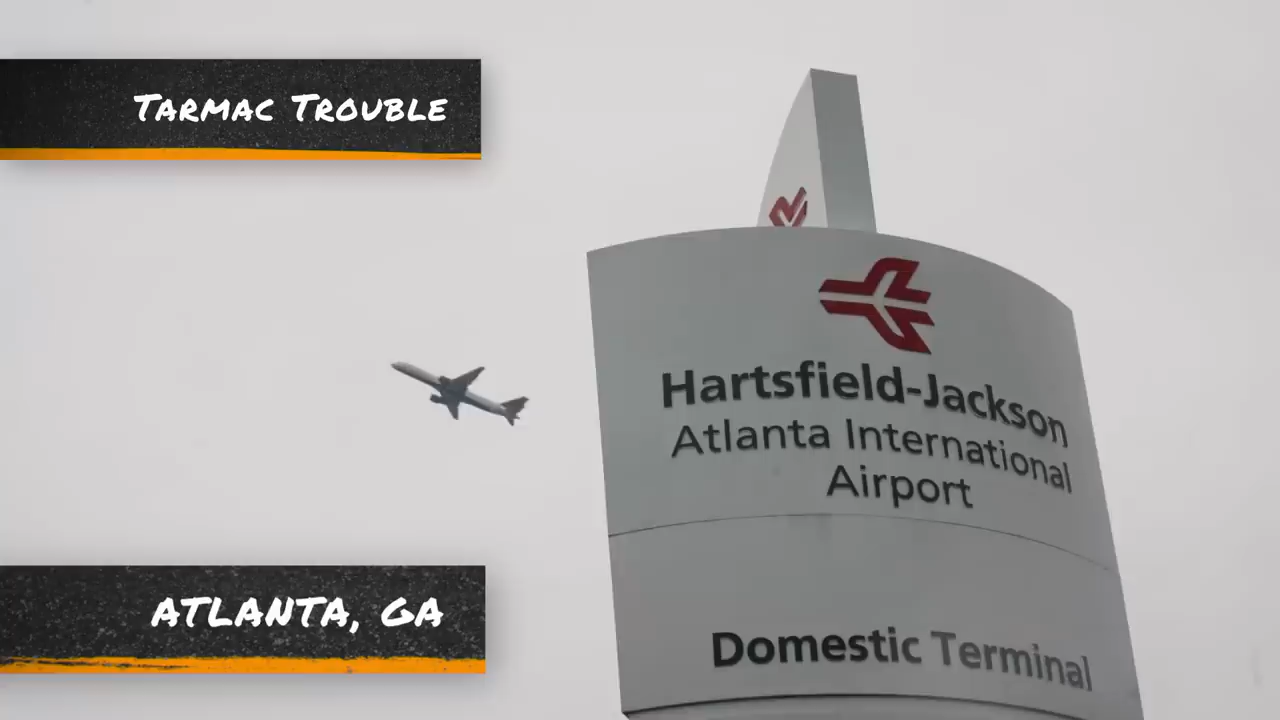 Tarmac Trouble
Hartsfield-Jackson
Atlanta International
Airport
Domestic Terminal
ATLANTA, GA